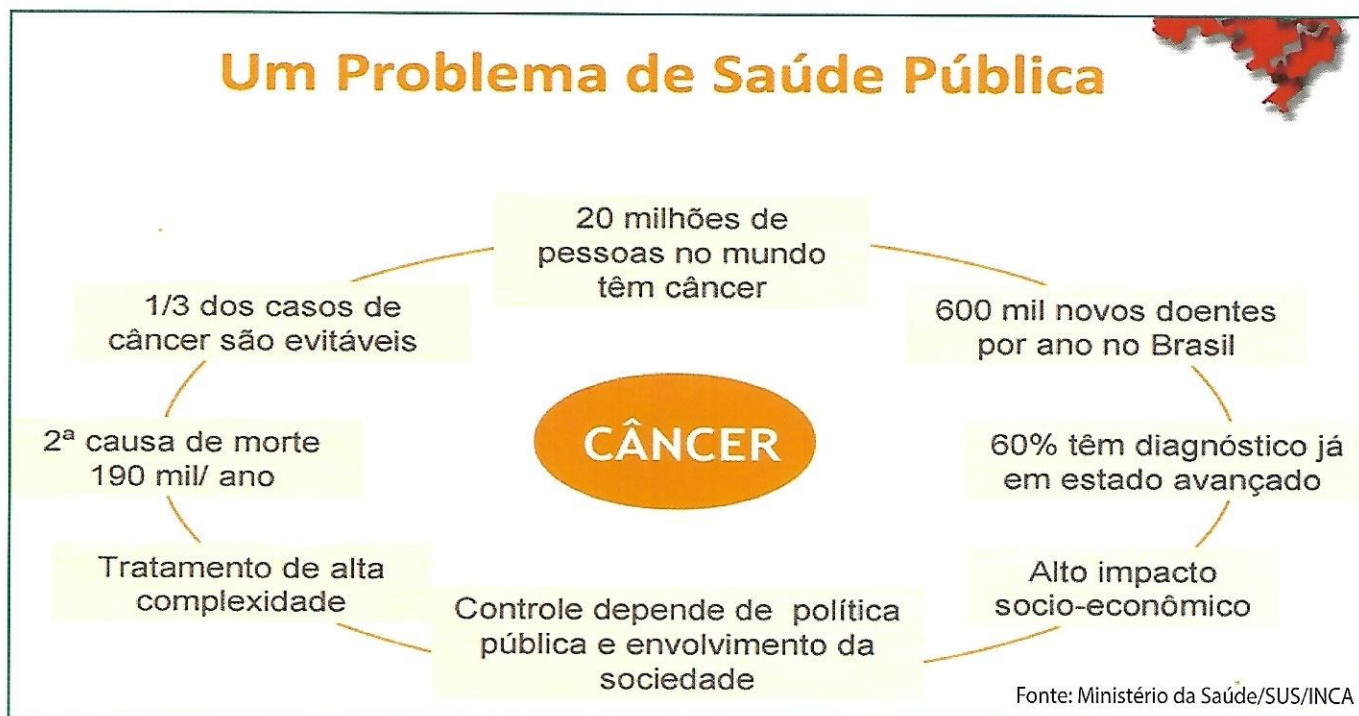 Um Problema de Saúde Pública
20 milhões de
pessoas no mundo
têm câncer
1/3 dos casos de
câncer são evitáveis
600 mil novos doentes
por ano no Brasil
CÂNCER
2ª causa de morte
190 mil/ ano
60% têm diagnóstico já
em estado avançado
Tratamento de alta
complexidade
Alto impacto
socio-econômico
Controle depende de política
pública e envolvimento da
sociedade
Fonte: Ministério da Saúde/SUS/INCA